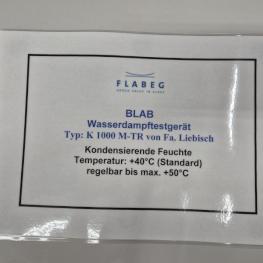 FLABEG
BLAB
Wasserdampftestgerät
Typ: K 1000 M-TR von Fa. Liebisch
Kondensierende Feuchte
Temperatur: +40°C (Standard)
regelbar bis max. +50°C